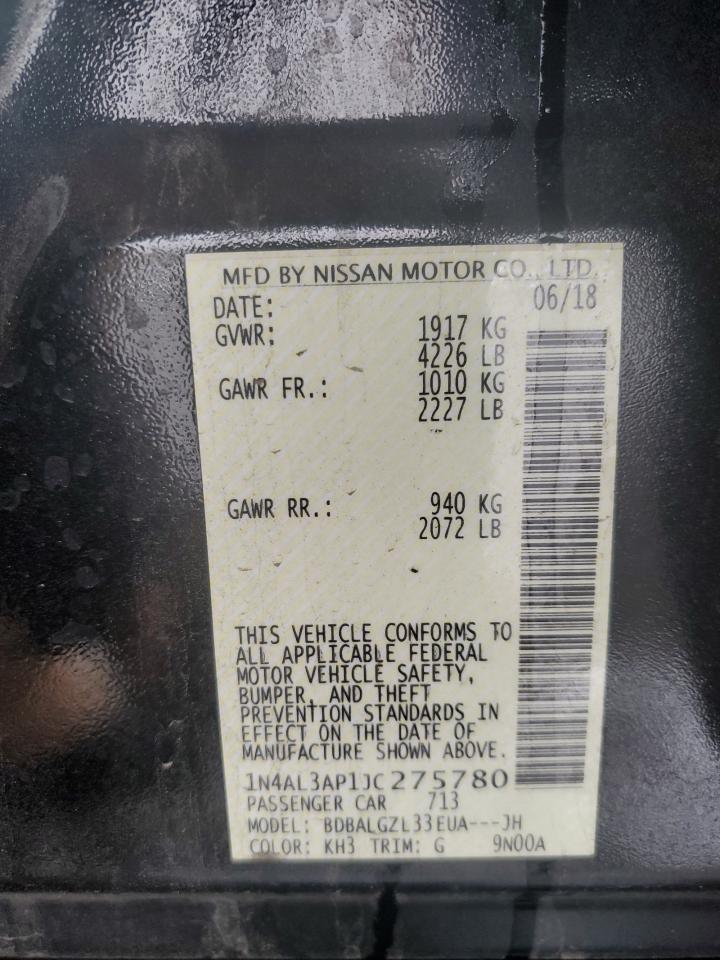 MFD BY NISSAN MOTOR CO., LTD.
DATE: 06/18
GVWR: 1917 KG
4226 LB
GAWR FR.: 1010 KG
2227 LB
GAWR RR.: 940 KG
2072 LB
THIS VEHICLE CONFORMS TO
ALL APPLICABLE FEDERAL
MOTOR VEHICLE SAFETY,
BUMPER, AND THEFT
PREVENTION STANDARDS IN
EFFECT ON THE DATE OF
MANUFACTURE SHOWN ABOVE.
1N4AL3AP1JC275780
PASSENGER CAR 713
MODEL: BDBALGZL33EUA---JH
COLOR: KH3 TRIM: G 9N00A